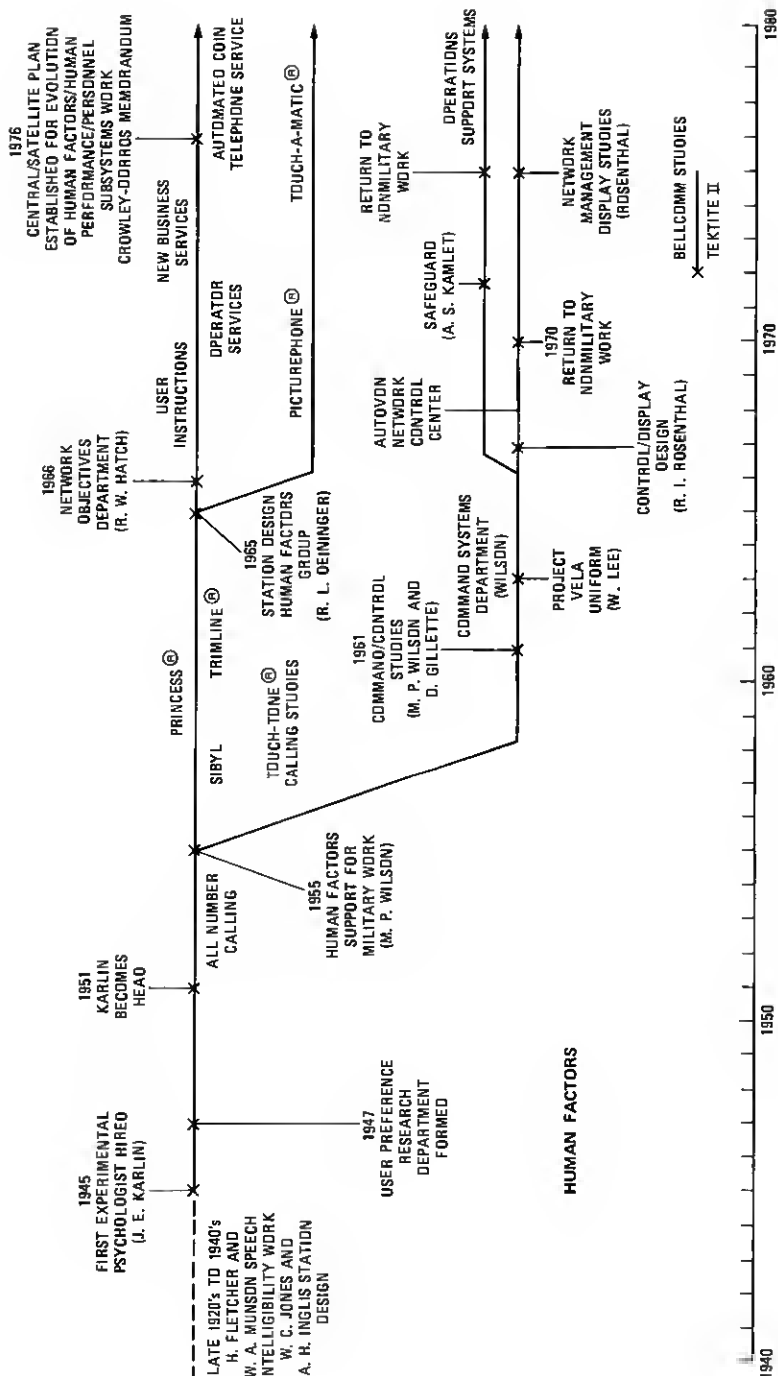 1945
FIRST EXPERIMENTAL
PSYCHOLOGIST HIRED
(J. E. KARLIN)
1951
KARLIN
BECOMES
HEAD
1966
NETWORK
OBJECTIVES
DEPARTMENT
(R. W. HATCH)
1976
CENTRAL/SATELLITE PLAN
ESTABLISHED FOR EVOLUTION
OF HUMAN FACTORS/HUMAN
PERFORMANCE/PERSONNEL
SUBSYSTEMS WORK
CROWLEY-DORROS MEMORANDUM
PRINCESS®
USER
INSTRUCTIONS
NEW BUSINESS
SERVICES
LATE 1920's TO 1940's
H. FLETCHER AND
W. A. MUNSON SPEECH
NTELLIGIBILITY WORK
W. C. JONES AND
A. H. INGLIS STATION
DESIGN
ALL NUMBER
CALLING
SIBYL
TRIMLINE®
OPERATOR
SERVICES
AUTOMATED COIN
TELEPHONE SERVICE
TOUCH-TONE®
CALLING STUDIES
1947
USER PREFERENCE
RESEARCH
DEPARTMENT
FORMED
1955
HUMAN FACTORS
SUPPORT FOR
MILITARY WORK
(M. P. WILSON)
1965
STATION DESIGN
HUMAN FACTORS
GROUP
(R. L. DEININGER)
PICTUREPHONE®
TOUCH-A-MATIC®
1961
COMMAND/CONTROL
STUDIES
(M. P. WILSON AND
D. GILLETTE)
COMMAND SYSTEMS
DEPARTMENT
(WILSON)
AUTOVON
NETWORK
CONTROL
CENTER
SAFEGUARD
(A. S. KAMLET)
RETURN TO
NONMILITARY
WORK
OPERATIONS
SUPPORT SYSTEMS
PROJECT
VELA
UNIFORM
(W. LEE)
CONTROL/DISPLAY
DESIGN
(R. I. ROSENTHAL)
1970
RETURN TO
NONMILITARY
WORK
NETWORK
MANAGEMENT
DISPLAY STUDIES
(ROSENTHAL)
HUMAN FACTORS
BELLCOMM STUDIES
TEKTITE II
1940
1950
1960
1970
1980